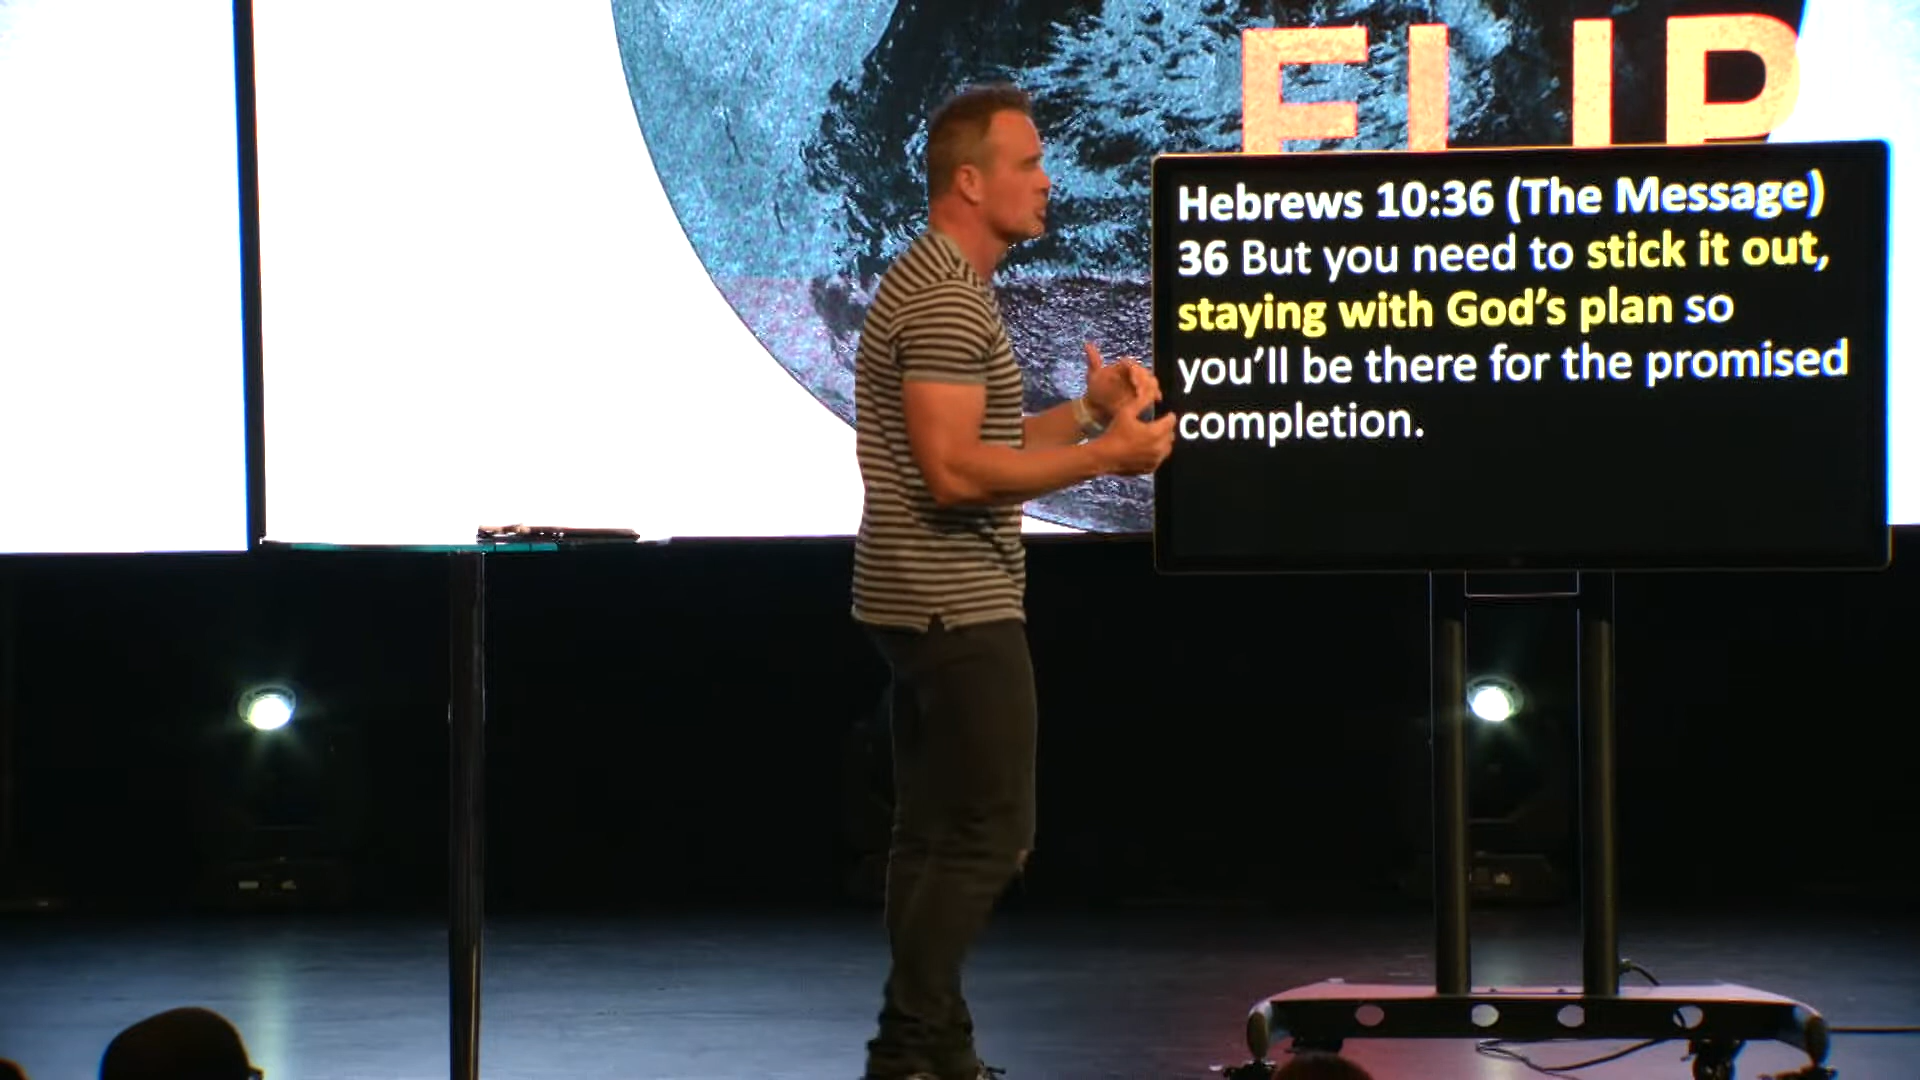 FLIP
Hebrews 10:36 (The Message)
36 But you need to stick it out,
staying with God's plan so
you'll be there for the promised
completion.